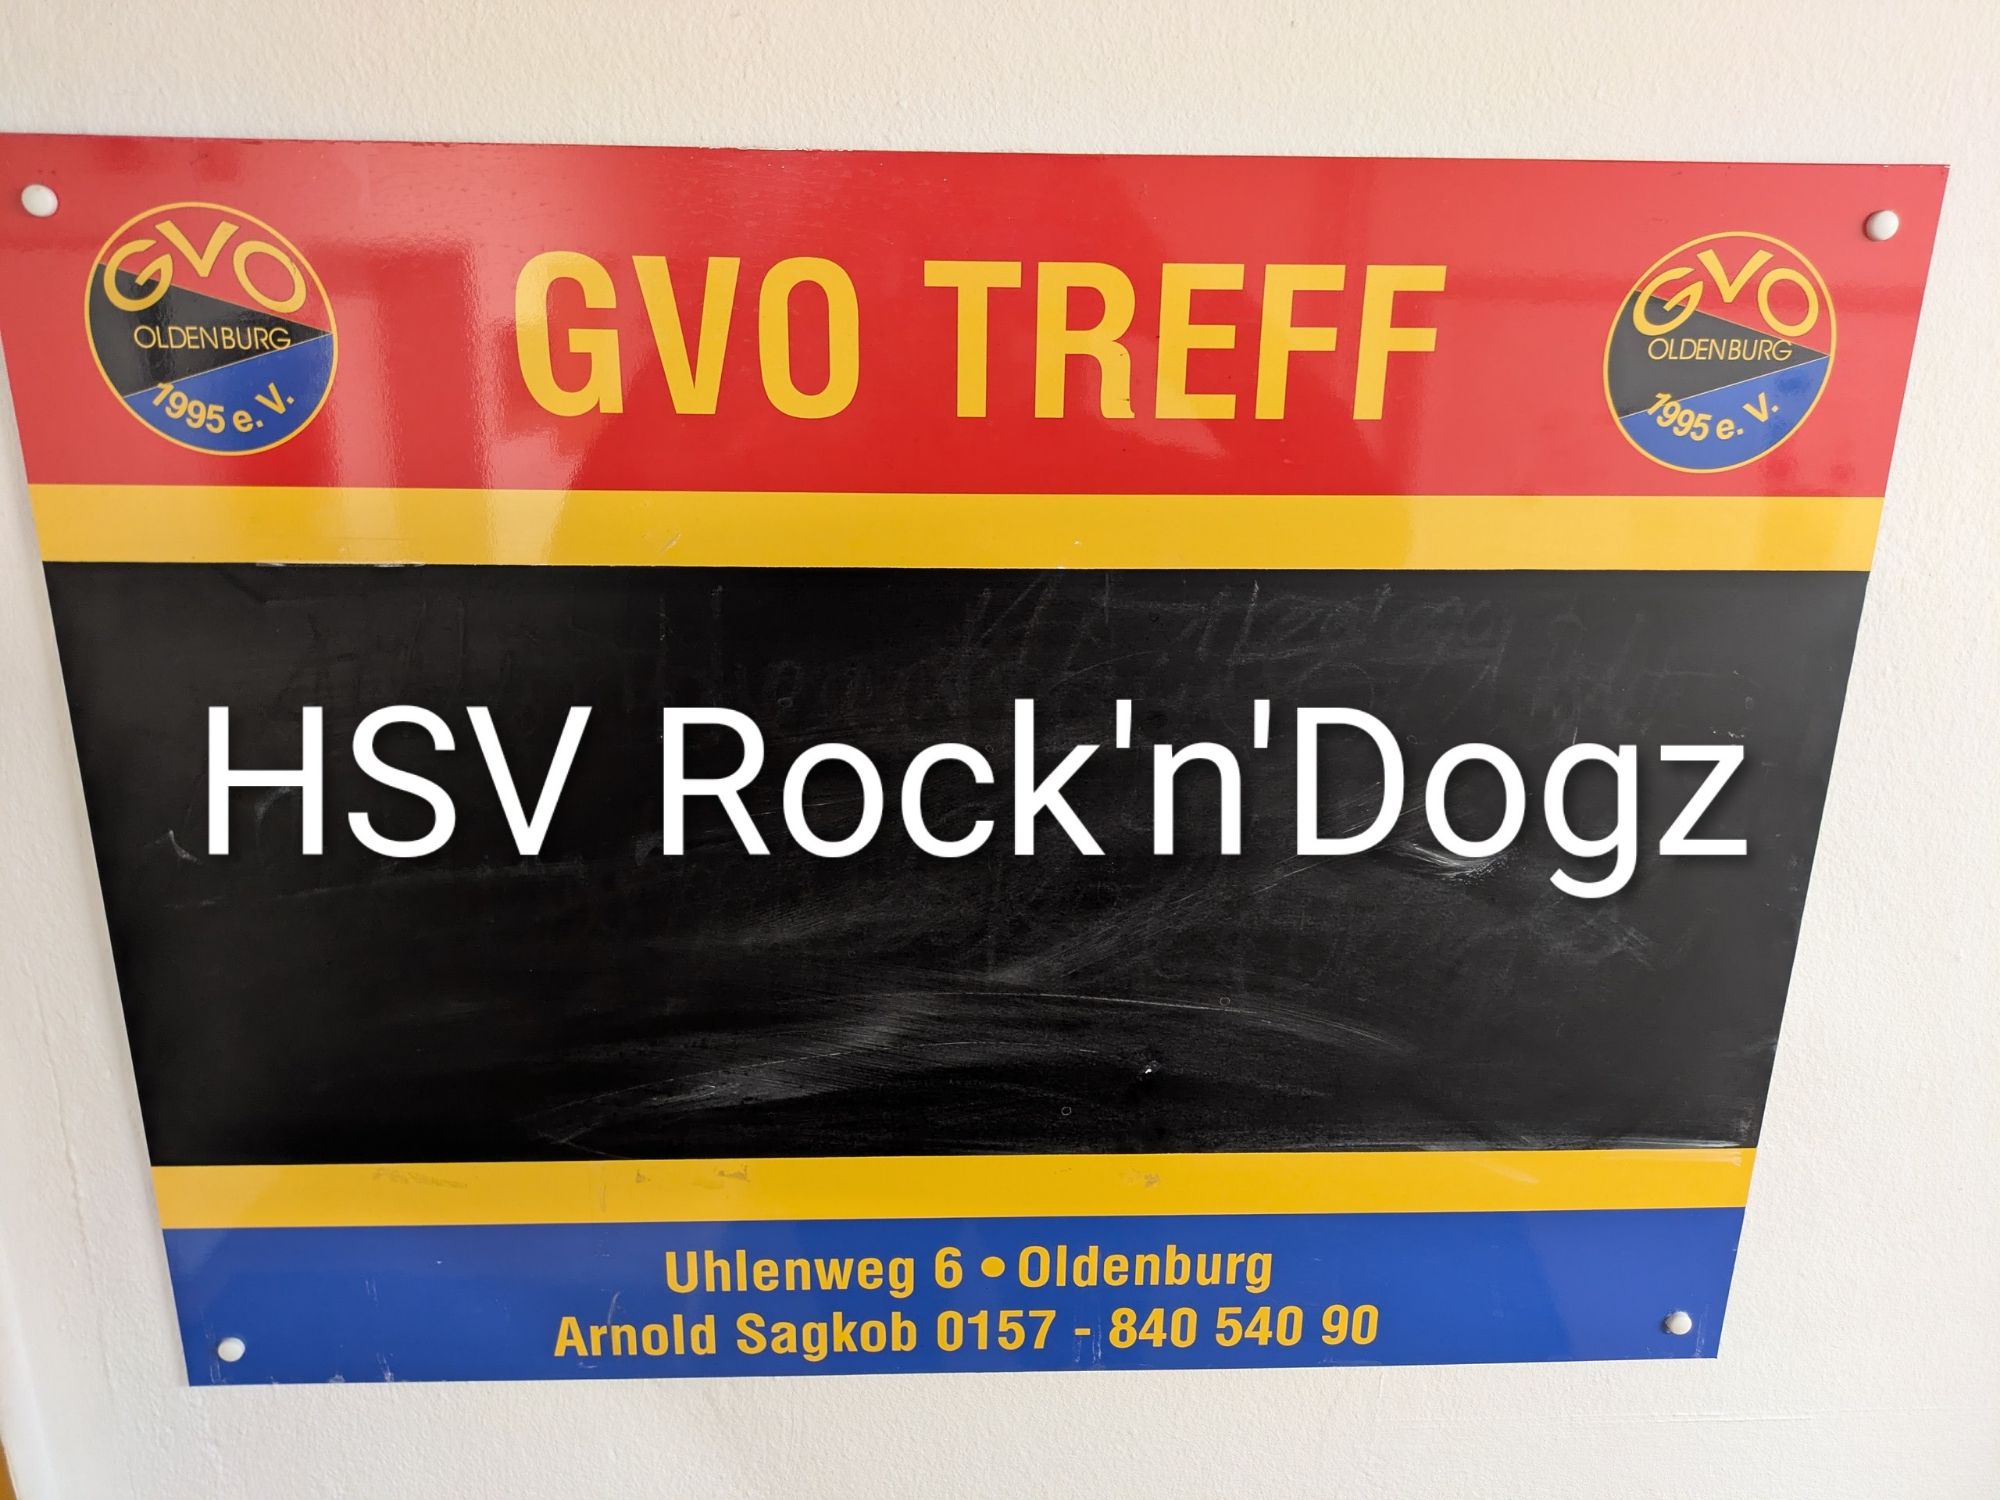 GVO
OLDENBURG
1995 e. V.
GVO TREFF
GVO
OLDENBURG
1995 e. V.
HSV Rock'n'Dogz
Uhlenweg 6 • Oldenburg
Arnold Sagkob 0157 - 840 540 90